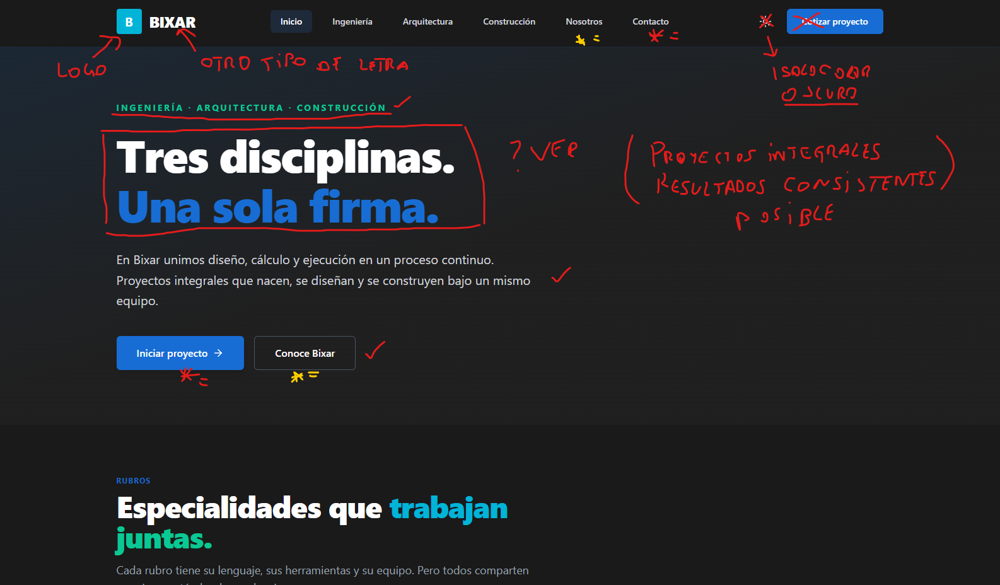 B BIXAR Inicio Ingeniería Arquitectura Construcción Nosotros Contacto Cotizar proyecto
* = * =
LOGO
OTRO TIPO DE LETRA
1 SOLO COLOR
OSCURO
INGENIERÍA · ARQUITECTURA · CONSTRUCCIÓN
Tres disciplinas.
Una sola firma.
? VER
(PROYECTOS INTEGRALES
RESULTADOS CONSISTENTES)
POSIBLE
En Bixar unimos diseño, cálculo y ejecución en un proceso continuo.
Proyectos integrales que nacen, se diseñan y se construyen bajo un mismo
equipo.
Iniciar proyecto → Conoce Bixar
* = * =
RUBROS
Especialidades que trabajan
juntas.
Cada rubro tiene su lenguaje, sus herramientas y su equipo. Pero todos comparten